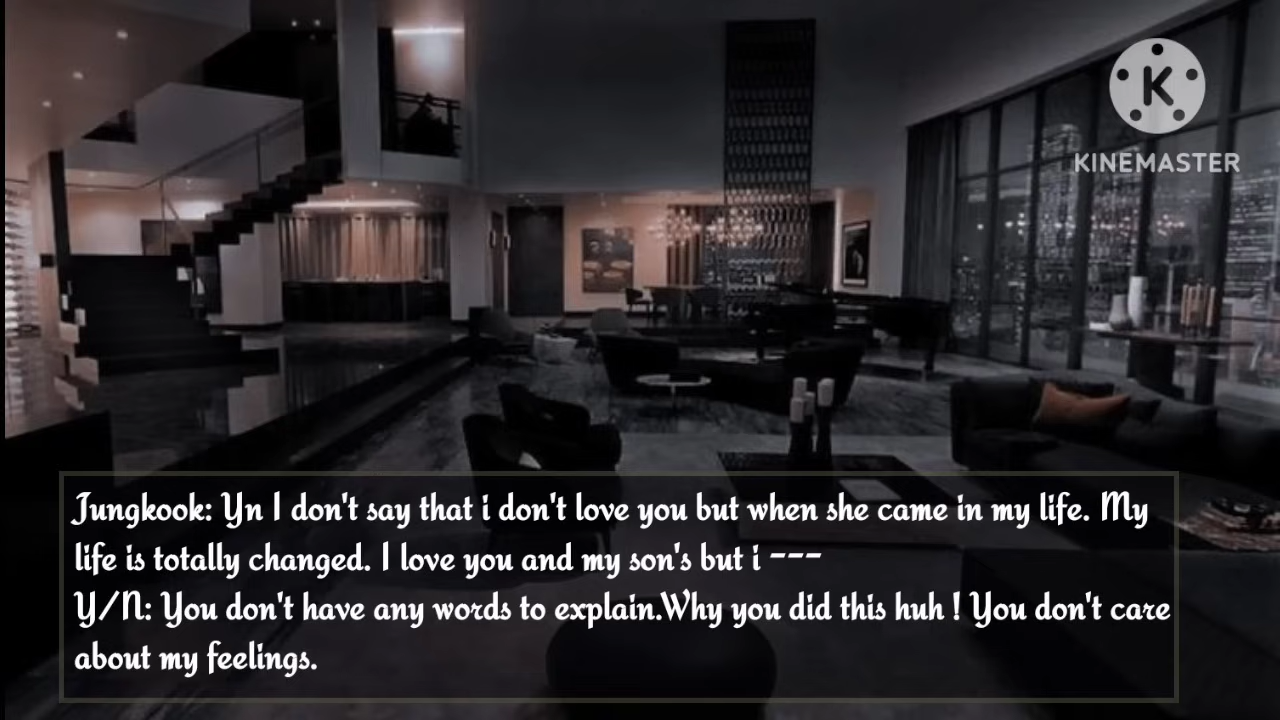 KINEMASTER
Jungkook: Yn I don't say that i don't love you but when she came in my life. My
life is totally changed. I love you and my son's but i ---
Y/N: You don't have any words to explain.Why you did this huh ! You don't care
about my feelings.